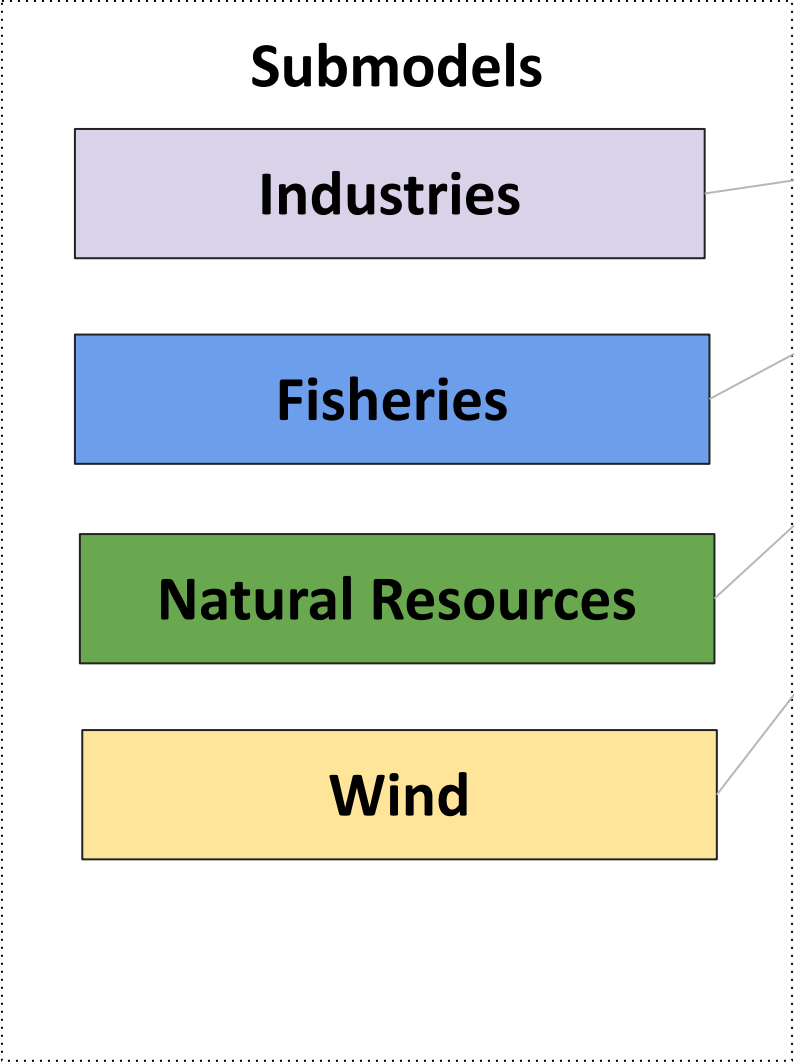 Submodels
Industries
Fisheries
Natural Resources
Wind